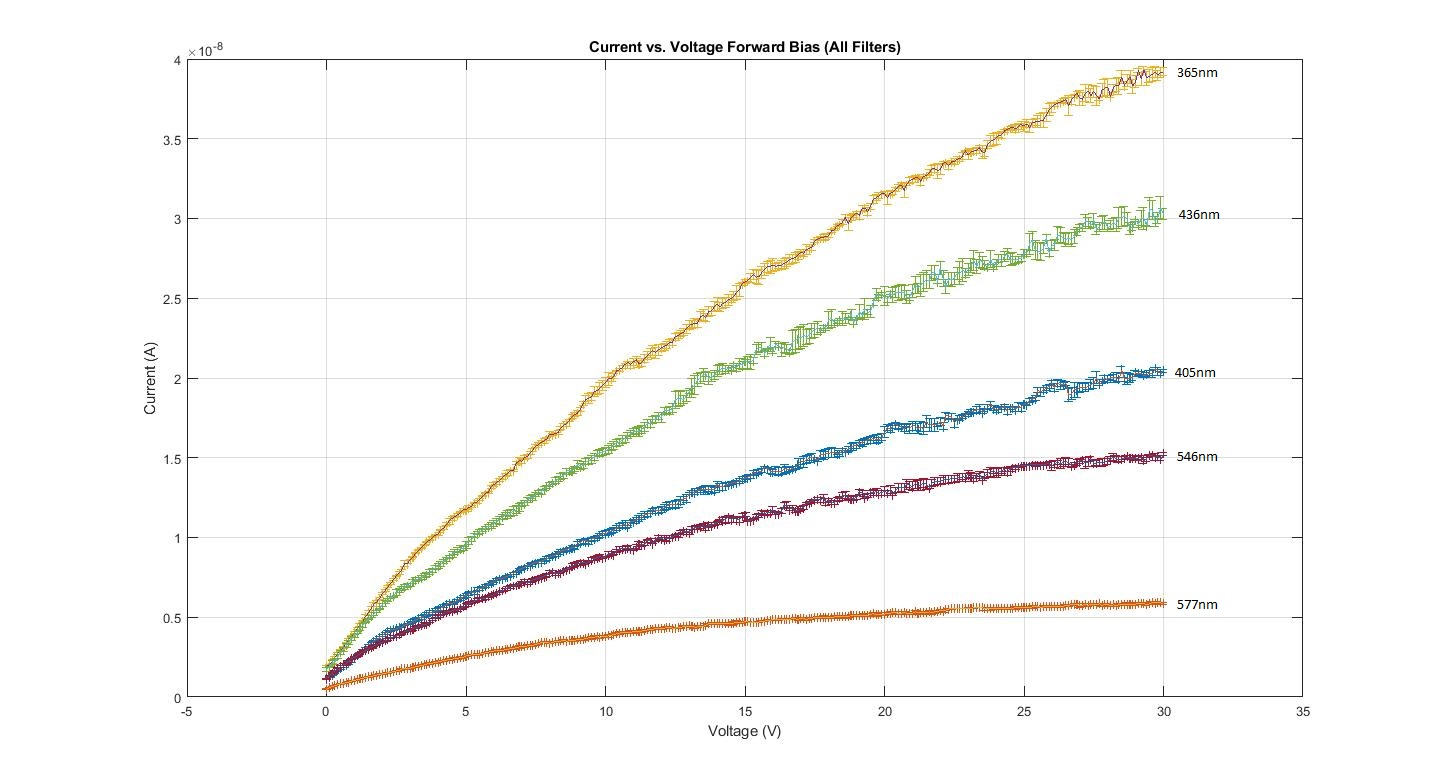 Current vs. Voltage Forward Bias (All Filters)
×10⁻⁸
4
3.5
3
2.5
2
1.5
1
0.5
0
Current (A)
365nm
436nm
405nm
546nm
577nm
-5 0 5 10 15 20 25 30 35
Voltage (V)